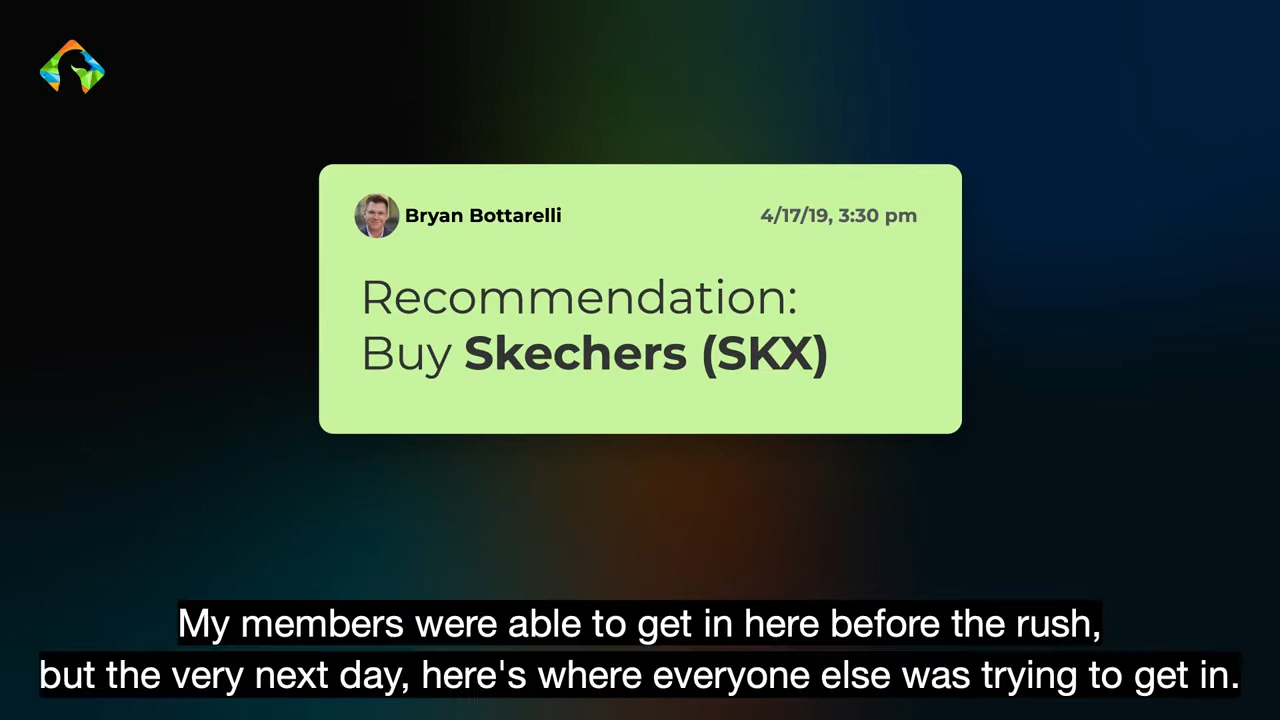 Bryan Bottarelli
4/17/19, 3:30 pm
Recommendation:
Buy Skechers (SKX)
My members were able to get in here before the rush,
but the very next day, here's where everyone else was trying to get in.